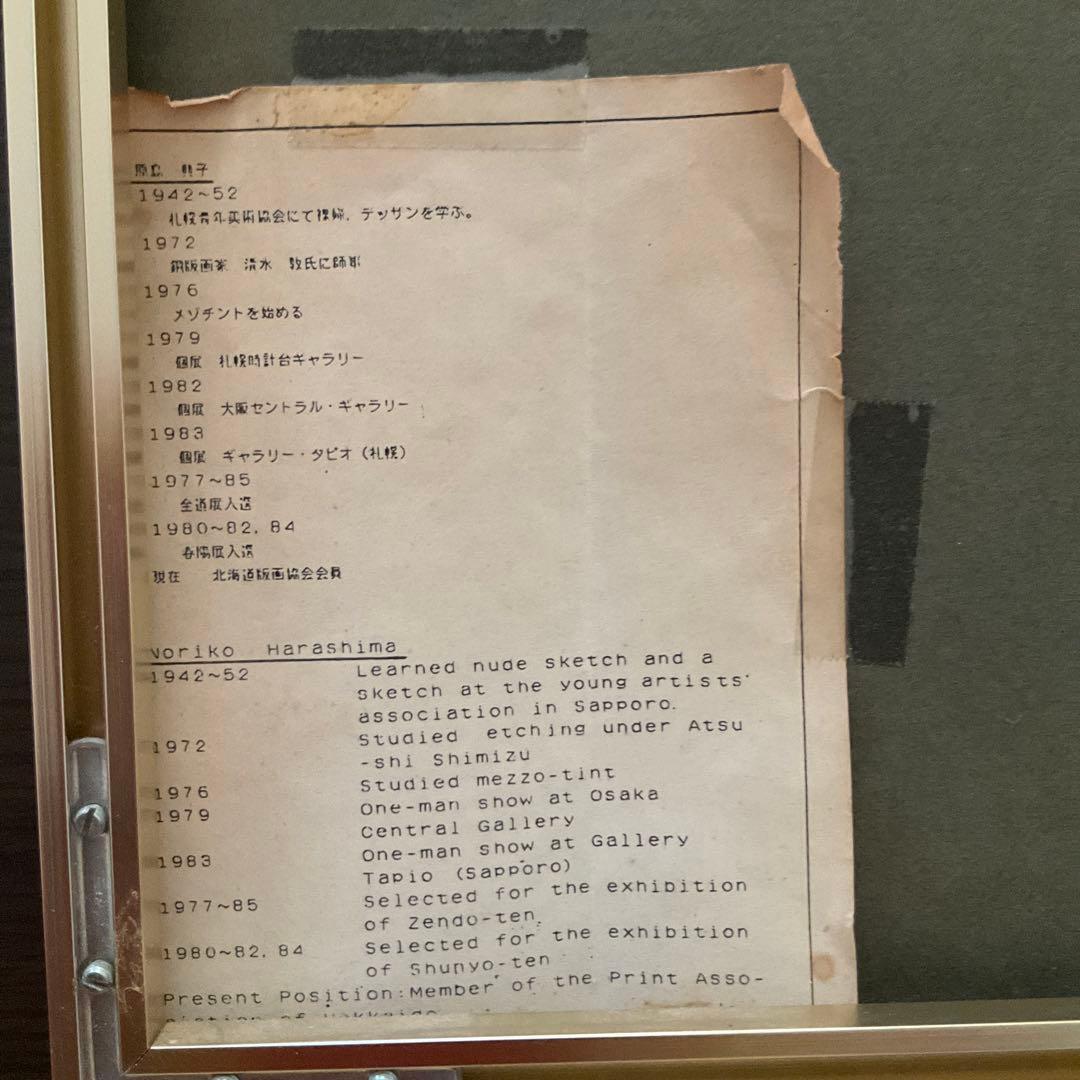 原島 典子
1942~52
札幌青年美術協会にて裸婦、デッサンを学ぶ。
1972
銅版画家 清水 敦氏に師事
1976
メゾチントを始める
1979
個展 札幌時計台ギャラリー
1982
個展 大阪セントラル・ギャラリー
1983
個展 ギャラリー・タピオ（札幌）
1977~85
全道展入選
1980~82, 84
春陽展入選
現在 北海道版画協会会員
Noriko Harashima
1942~52 Learned nude sketch and a
sketch at the young artists'
association in Sapporo.
1972 Studied etching under Atsu
-shi Shimizu
1976 Studied mezzo-tint
1979 One-man show at Osaka
Central Gallery
1983 One-man show at Gallery
Tapio (Sapporo)
1977~85 Selected for the exhibition
of Zendo-ten.
1980~82, 84 Selected for the exhibition
of Shunyo-ten
Present Position:Member of the Print Asso-
ciation of Hokkaido